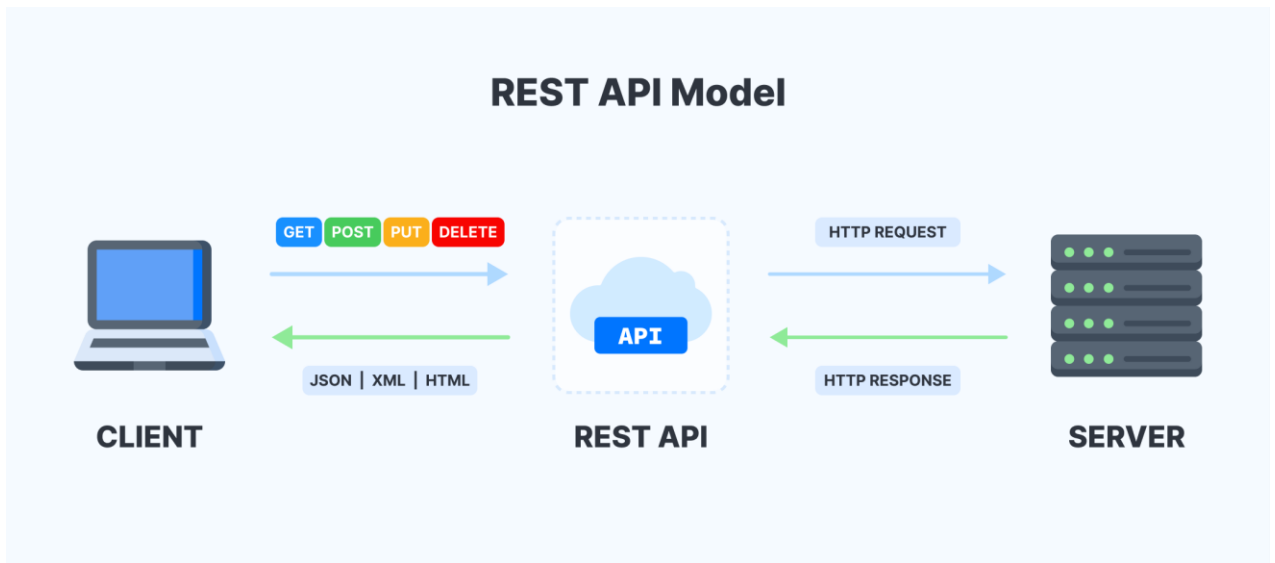 REST API Model
GET POST PUT DELETE
HTTP REQUEST
API
JSON | XML | HTML
HTTP RESPONSE
CLIENT
REST API
SERVER